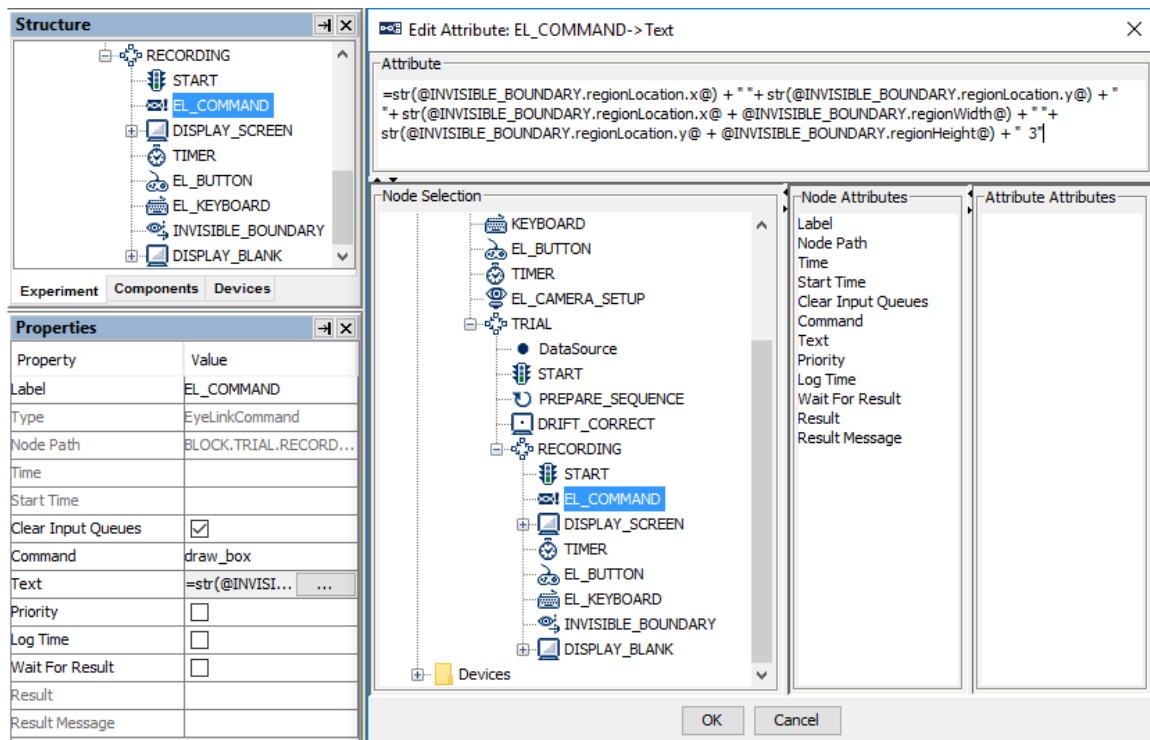 Structure
RECORDING
START
EL_COMMAND
DISPLAY_SCREEN
TIMER
EL_BUTTON
EL_KEYBOARD
INVISIBLE_BOUNDARY
DISPLAY_BLANK
Experiment Components Devices
Properties
Property Value
Label EL_COMMAND
Type EyeLinkCommand
Node Path BLOCK.TRIAL.RECORD...
Time
Start Time
Clear Input Queues
Command draw_box
Text =str(@INVISI... ...
Priority
Log Time
Wait For Result
Result
Result Message
Edit Attribute: EL_COMMAND->Text
Attribute
=str(@INVISIBLE_BOUNDARY.regionLocation.x@) + " "+ str(@INVISIBLE_BOUNDARY.regionLocation.y@) + "
"+ str(@INVISIBLE_BOUNDARY.regionLocation.x@ + @INVISIBLE_BOUNDARY.regionWidth@) + " "+
str(@INVISIBLE_BOUNDARY.regionLocation.y@ + @INVISIBLE_BOUNDARY.regionHeight@) + "  3"
Node Selection
KEYBOARD
EL_BUTTON
TIMER
EL_CAMERA_SETUP
TRIAL
DataSource
START
PREPARE_SEQUENCE
DRIFT_CORRECT
RECORDING
START
EL_COMMAND
DISPLAY_SCREEN
TIMER
EL_BUTTON
EL_KEYBOARD
INVISIBLE_BOUNDARY
DISPLAY_BLANK
Devices
Node Attributes
Label
Node Path
Time
Start Time
Clear Input Queues
Command
Text
Priority
Log Time
Wait For Result
Result
Result Message
Attribute Attributes
OK Cancel